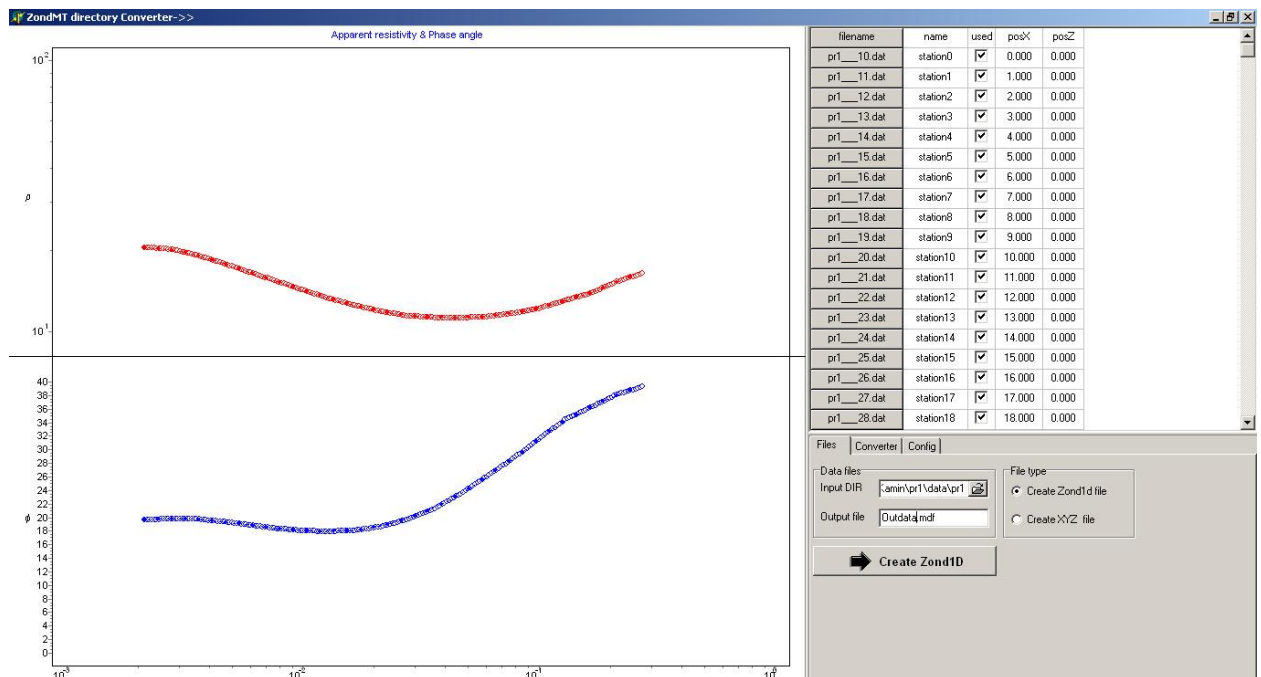 ZondMT directory Converter->>
Apparent resistivity & Phase angle
10²
ρ
10¹
40
38
36
34
32
30
28
26
24
22
ϕ 20
18
16
14
12
10
8
6
4
2
0
10⁻³ 10⁻² 10⁻¹ 10⁰
filename name used posX posZ
pr1___10.dat station0 0.000 0.000
pr1___11.dat station1 1.000 0.000
pr1___12.dat station2 2.000 0.000
pr1___13.dat station3 3.000 0.000
pr1___14.dat station4 4.000 0.000
pr1___15.dat station5 5.000 0.000
pr1___16.dat station6 6.000 0.000
pr1___17.dat station7 7.000 0.000
pr1___18.dat station8 8.000 0.000
pr1___19.dat station9 9.000 0.000
pr1___20.dat station10 10.000 0.000
pr1___21.dat station11 11.000 0.000
pr1___22.dat station12 12.000 0.000
pr1___23.dat station13 13.000 0.000
pr1___24.dat station14 14.000 0.000
pr1___25.dat station15 15.000 0.000
pr1___26.dat station16 16.000 0.000
pr1___27.dat station17 17.000 0.000
pr1___28.dat station18 18.000 0.000
Files Converter Config
Data files
Input DIR amin\pr1\data\pr1
Output file Outdata.mdf
File type
Create Zond1d file
Create XYZ file
Create Zond1D